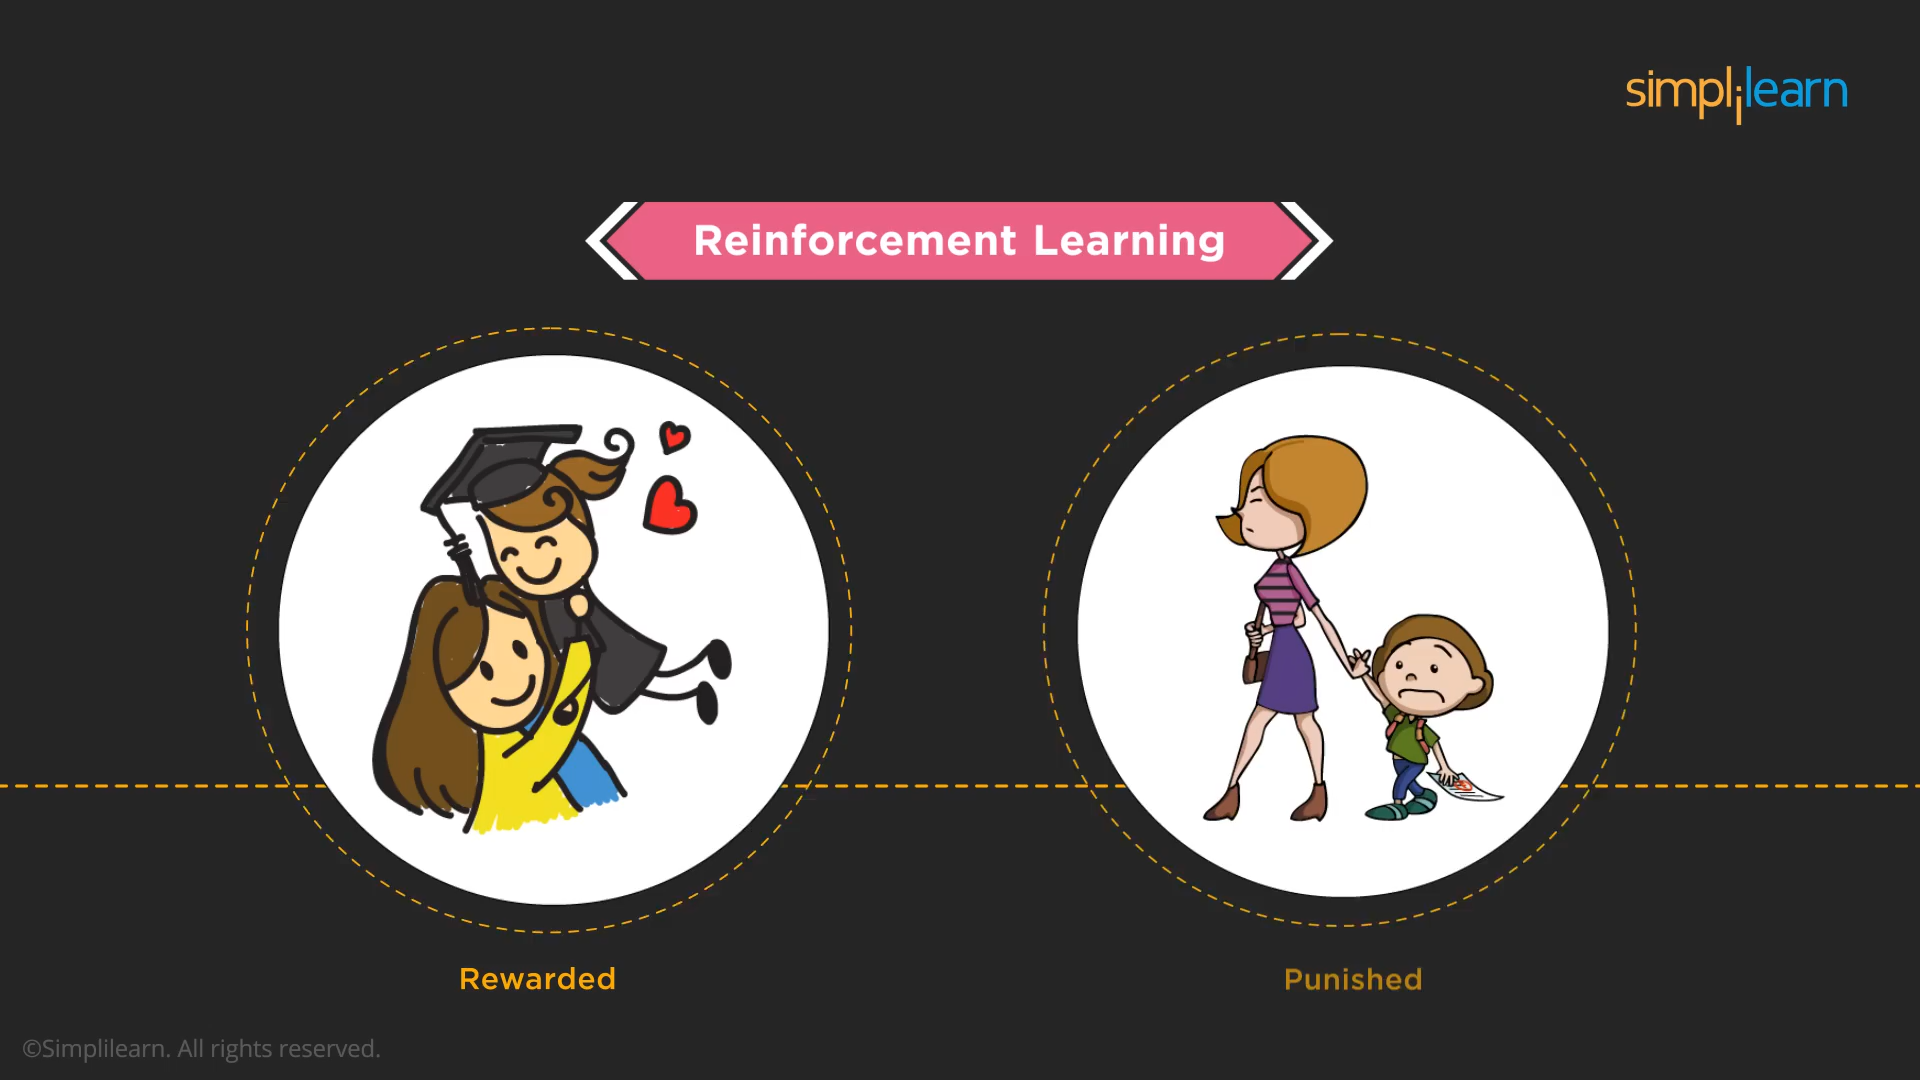 simplilearn
Reinforcement Learning
Rewarded
Punished
©Simplilearn. All rights reserved.